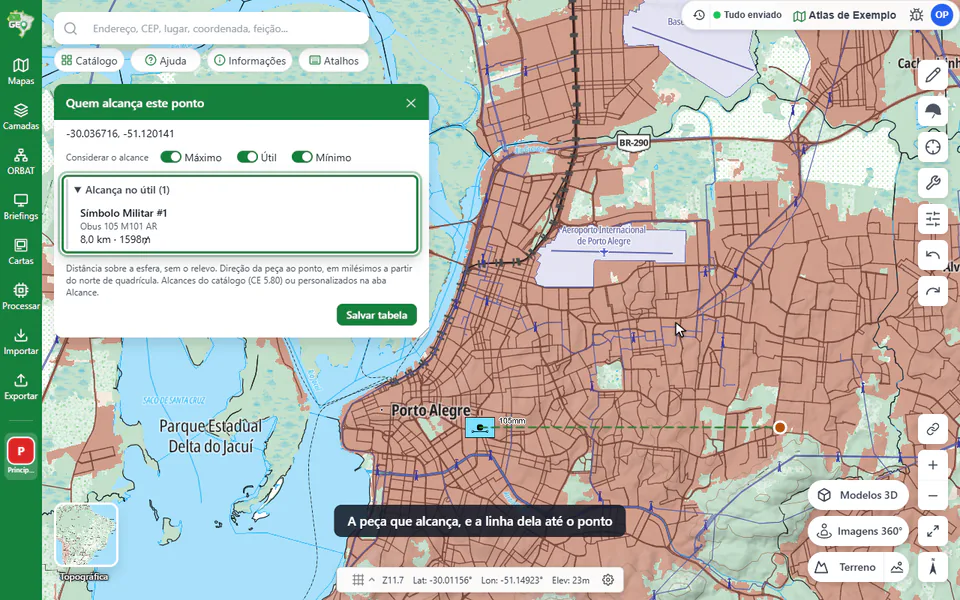 GEO
Endereço, CEP, lugar, coordenada, feição...
Tudo enviado
Atlas de Exemplo
OP
Catálogo
Ajuda
Informações
Atalhos
Mapas
Camadas
ORBAT
Briefings
Cartas
Processar
Importar
Exportar
P
Princip...
Quem alcança este ponto
-30.036716, -51.120141
Considerar o alcance
Máximo
Útil
Mínimo
▼ Alcança no útil (1)
Símbolo Militar #1
Obus 105 M101 AR
8,0 km - 1598₥
Distância sobre a esfera, sem o relevo. Direção da peça ao ponto, em milésimos a partir
do norte de quadrícula. Alcances do catálogo (CE 5.80) ou personalizados na aba
Alcance.
Salvar tabela
BR-290
Aeroporto Internacional
de Porto Alegre
SACO DE SANTA CRUZ
Parque Estadual
Delta do Jacuí
Porto Alegre
105mm
A peça que alcança, e a linha dela até o ponto
Modelos 3D
Imagens 360°
Terreno
Topográfica
Z11.7 Lat: -30.01156° Lon: -51.14923° Elev: 23m